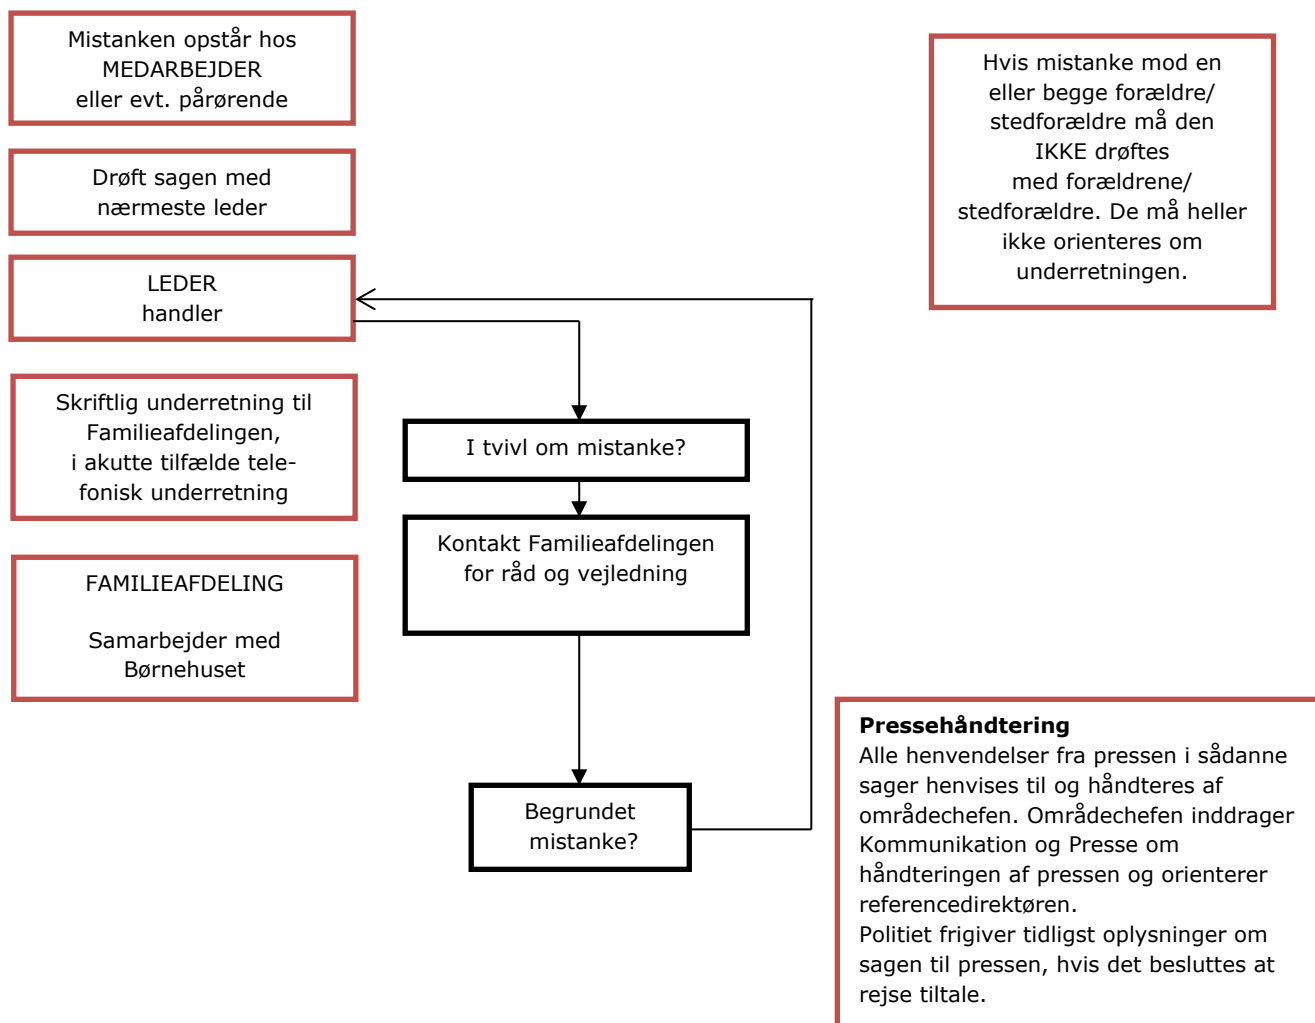 Mistanken opstår hos
MEDARBEJDER
eller evt. pårørende
Drøft sagen med
nærmeste leder
LEDER
handler
Skriftlig underretning til
Familieafdelingen,
i akutte tilfælde tele-
fonisk underretning
FAMILIEAFDELING
Samarbejder med
Børnehuset
I tvivl om mistanke?
Kontakt Familieafdelingen
for råd og vejledning
Begrundet
mistanke?
Hvis mistanke mod en
eller begge forældre/
stedforældre må den
IKKE drøftes
med forældrene/
stedforældre. De må heller
ikke orienteres om
underretningen.
Pressehåndtering
Alle henvendelser fra pressen i sådanne
sager henvises til og håndteres af
områdechefen. Områdechefen inddrager
Kommunikation og Presse om
håndteringen af pressen og orienterer
referencedirektøren.
Politiet frigiver tidligst oplysninger om
sagen til pressen, hvis det besluttes at
rejse tiltale.